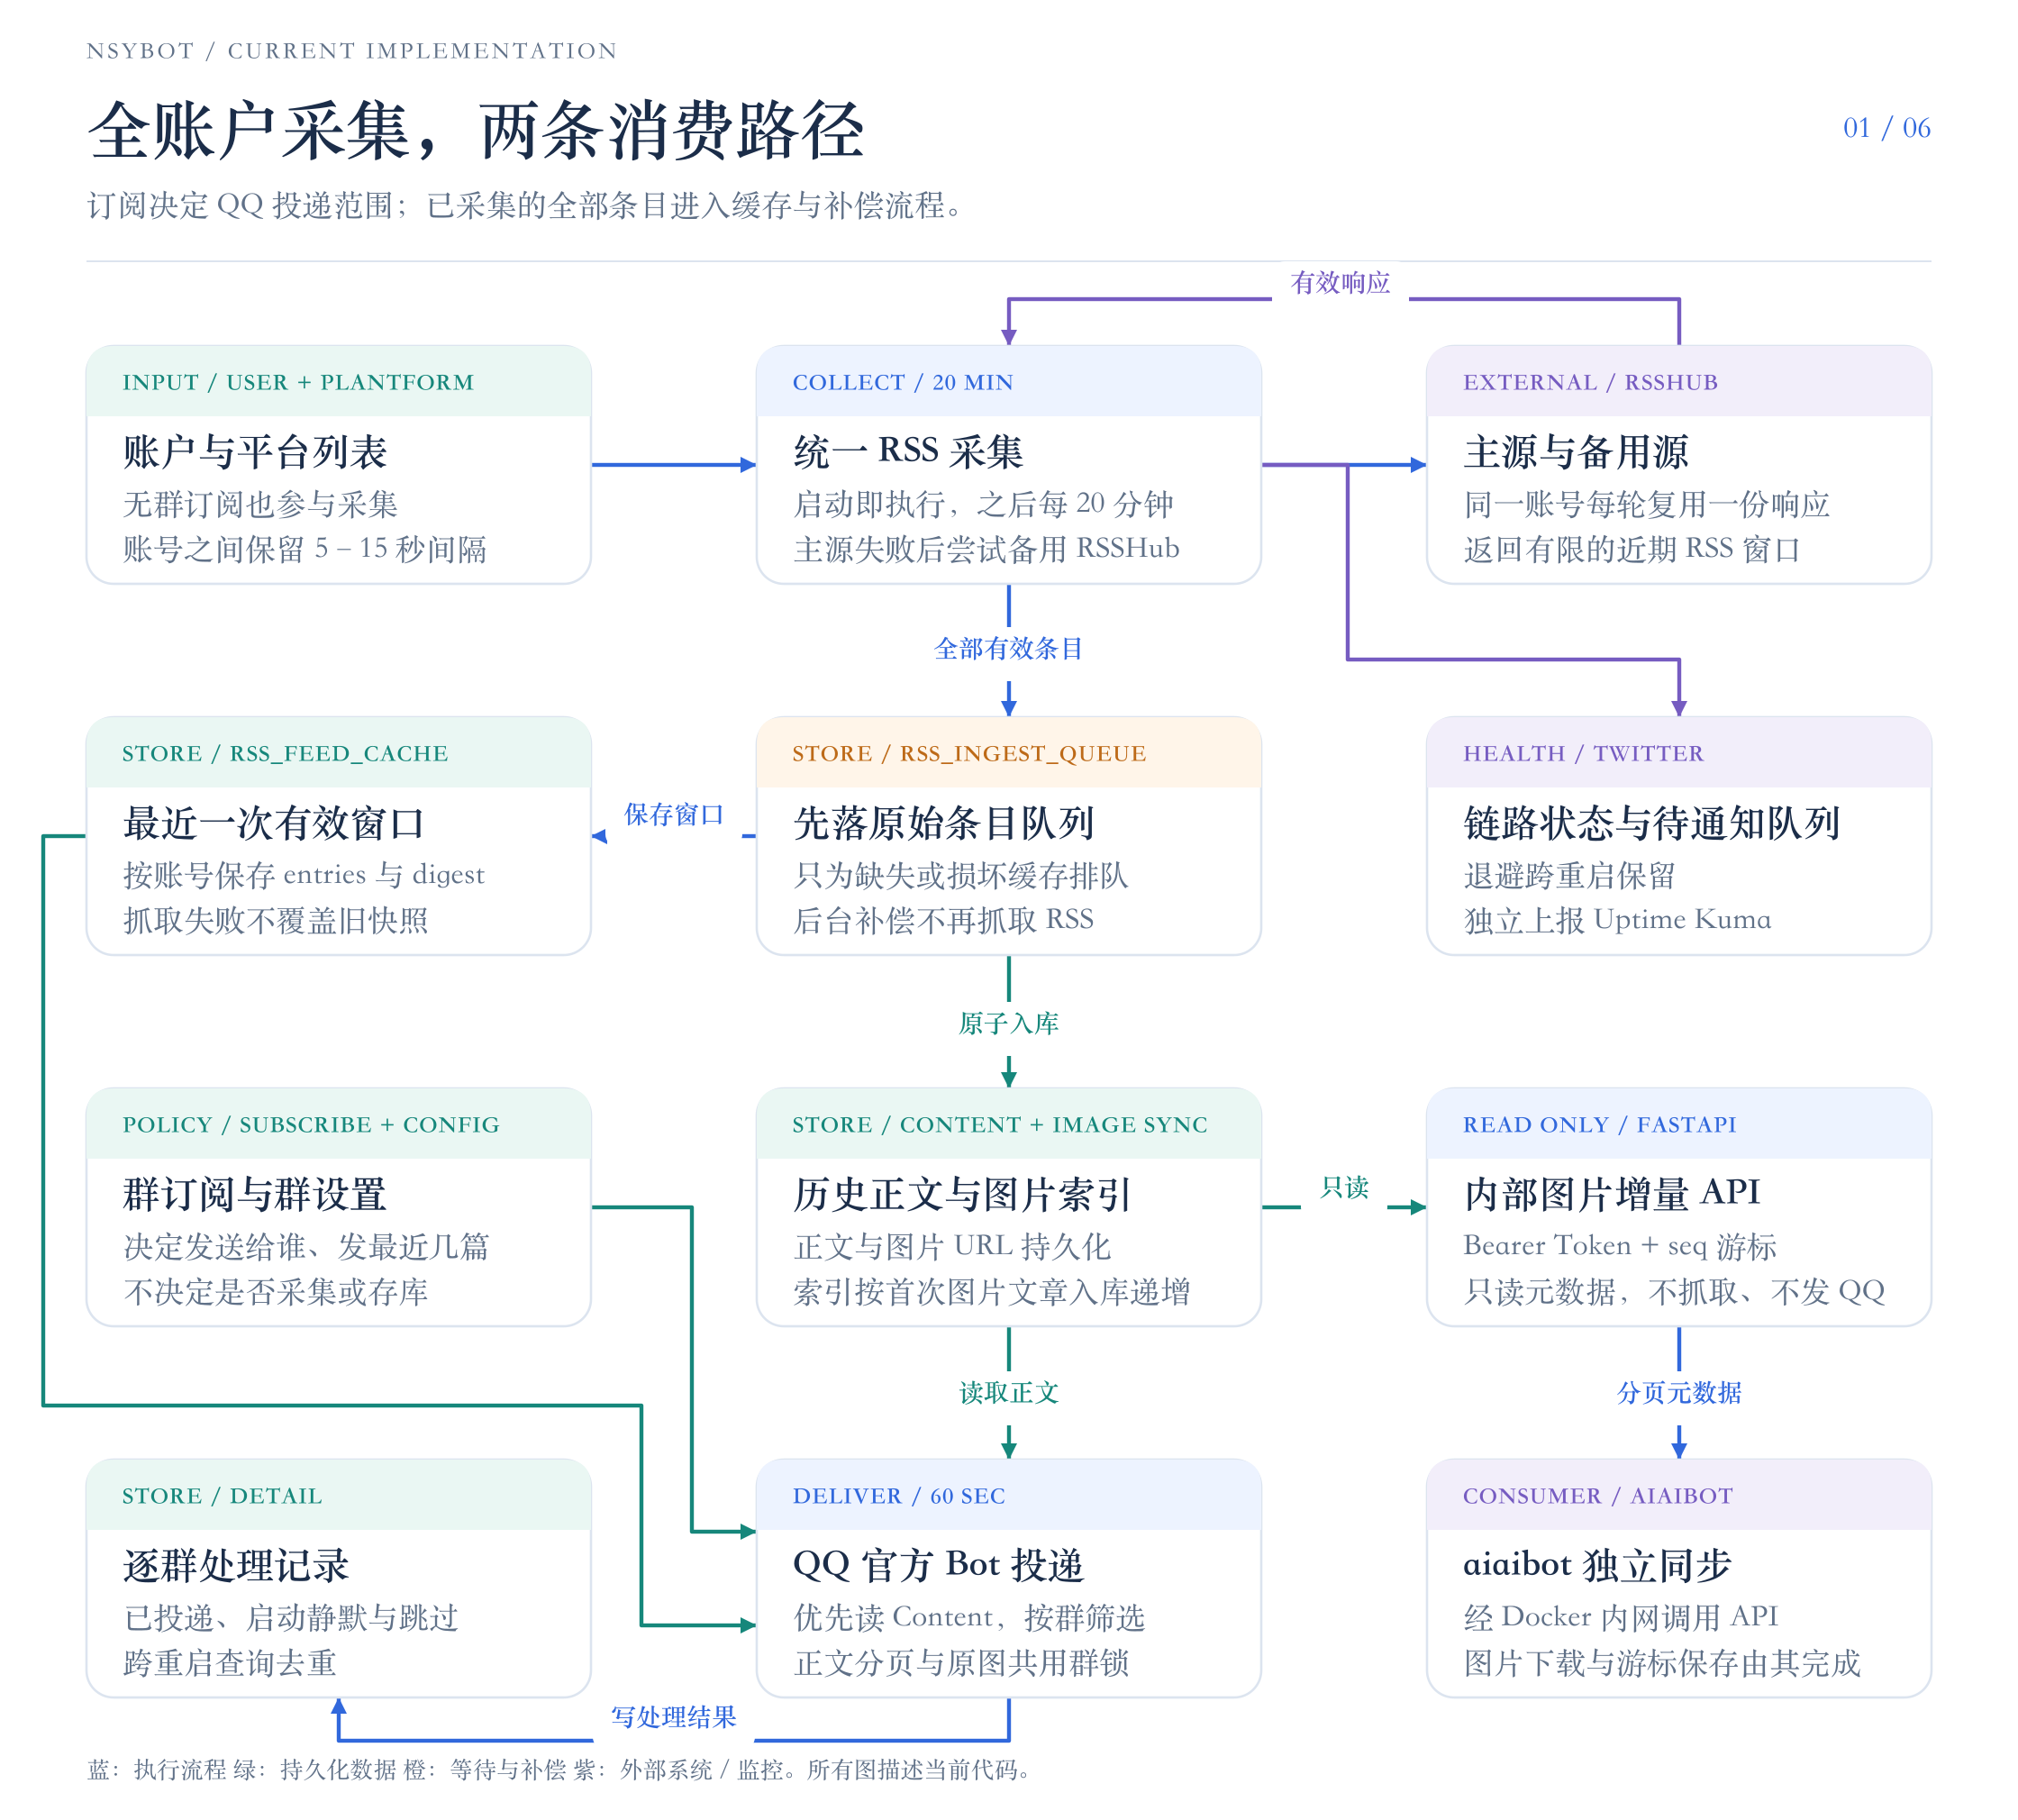 NSYBOT / CURRENT IMPLEMENTATION
全账户采集，两条消费路径
01 / 06
订阅决定 QQ 投递范围；已采集的全部条目进入缓存与补偿流程。
有效响应
INPUT / USER + PLANTFORM
账户与平台列表
无群订阅也参与采集
账号之间保留 5 – 15 秒间隔
COLLECT / 20 MIN
统一 RSS 采集
启动即执行，之后每 20 分钟
主源失败后尝试备用 RSSHub
EXTERNAL / RSSHUB
主源与备用源
同一账号每轮复用一份响应
返回有限的近期 RSS 窗口
全部有效条目
STORE / RSS_FEED_CACHE
最近一次有效窗口
按账号保存 entries 与 digest
抓取失败不覆盖旧快照
保存窗口
STORE / RSS_INGEST_QUEUE
先落原始条目队列
只为缺失或损坏缓存排队
后台补偿不再抓取 RSS
HEALTH / TWITTER
链路状态与待通知队列
退避跨重启保留
独立上报 Uptime Kuma
原子入库
POLICY / SUBSCRIBE + CONFIG
群订阅与群设置
决定发送给谁、发最近几篇
不决定是否采集或存库
STORE / CONTENT + IMAGE SYNC
历史正文与图片索引
正文与图片 URL 持久化
索引按首次图片文章入库递增
只读
READ ONLY / FASTAPI
内部图片增量 API
Bearer Token + seq 游标
只读元数据，不抓取、不发 QQ
读取正文
分页元数据
STORE / DETAIL
逐群处理记录
已投递、启动静默与跳过
跨重启查询去重
DELIVER / 60 SEC
QQ 官方 Bot 投递
优先读 Content，按群筛选
正文分页与原图共用群锁
CONSUMER / AIAIBOT
aiaibot 独立同步
经 Docker 内网调用 API
图片下载与游标保存由其完成
写处理结果
蓝：执行流程 绿：持久化数据 橙：等待与补偿 紫：外部系统 / 监控。所有图描述当前代码。